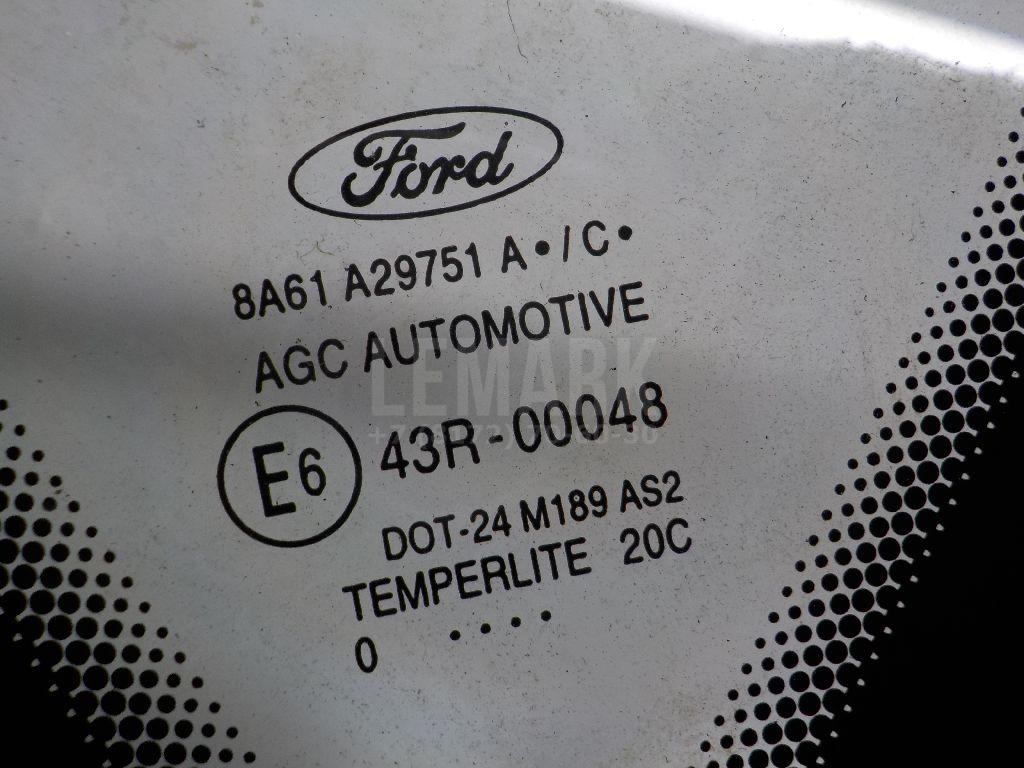 Ford
8A61 A29751 A•/C•
AGC AUTOMOTIVE
LEMARK
E6 43R-00048
DOT-24 M189 AS2
TEMPERLITE 20C
0 ....